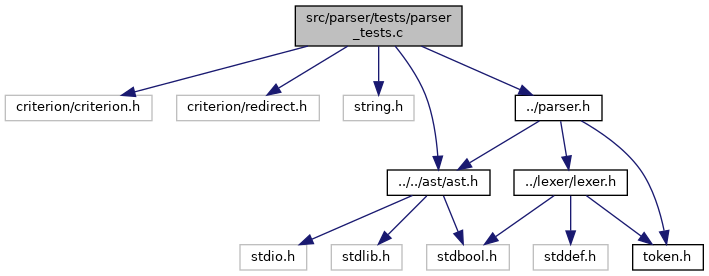 src/parser/tests/parser
_tests.c
criterion/criterion.h
criterion/redirect.h
string.h
../parser.h
../../ast/ast.h
../lexer/lexer.h
stdio.h
stdlib.h
stdbool.h
stddef.h
token.h